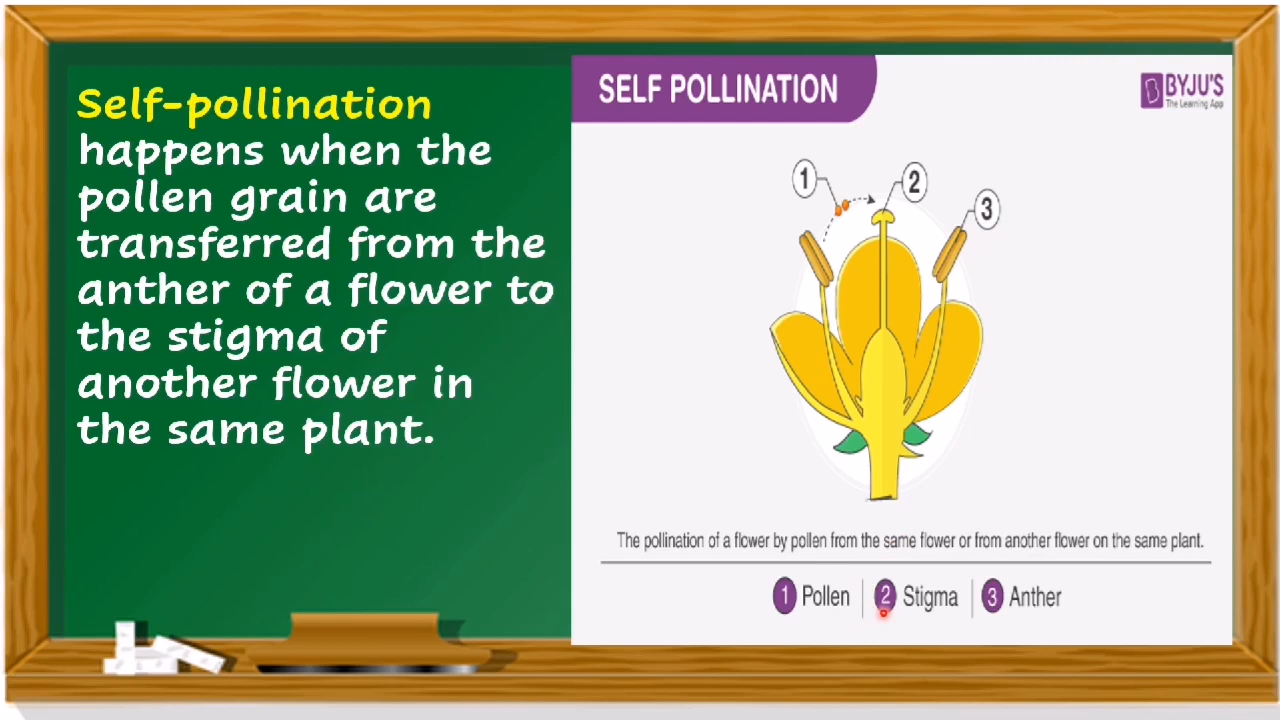 Self-pollination
happens when the
pollen grain are
transferred from the
anther of a flower to
the stigma of
another flower in
the same plant.
SELF POLLINATION
BYJU'S
The Learning App
1
2
3
The pollination of a flower by pollen from the same flower or from another flower on the same plant.
1 Pollen | 2 Stigma | 3 Anther